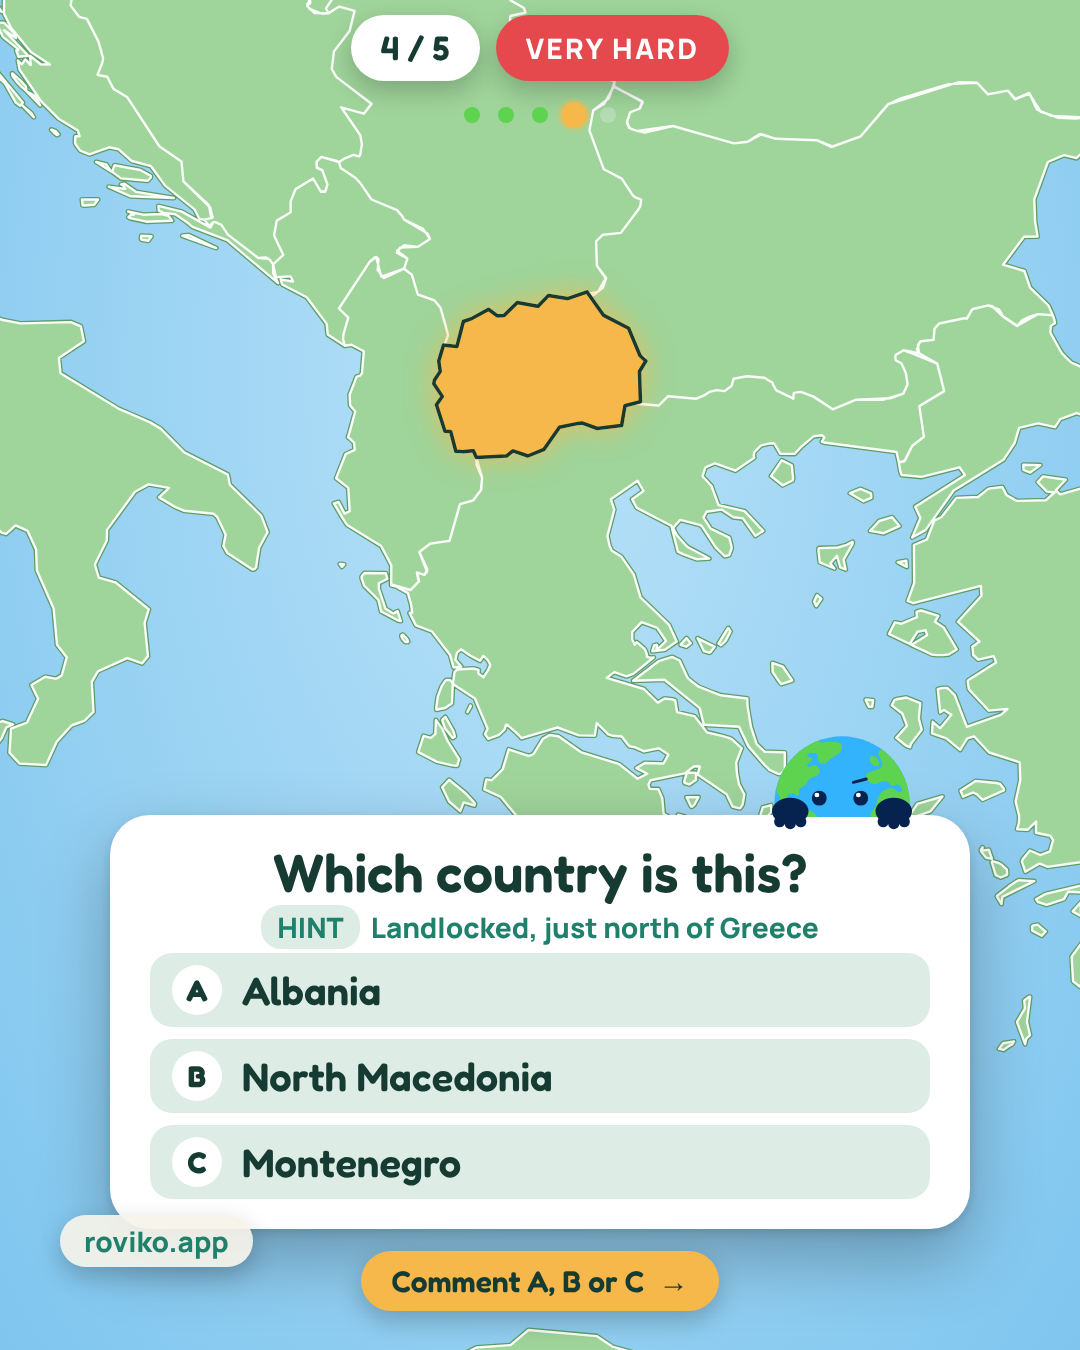 4 / 5
VERY HARD
Which country is this?
HINT Landlocked, just north of Greece
A Albania
B North Macedonia
C Montenegro
roviko.app
Comment A, B or C →